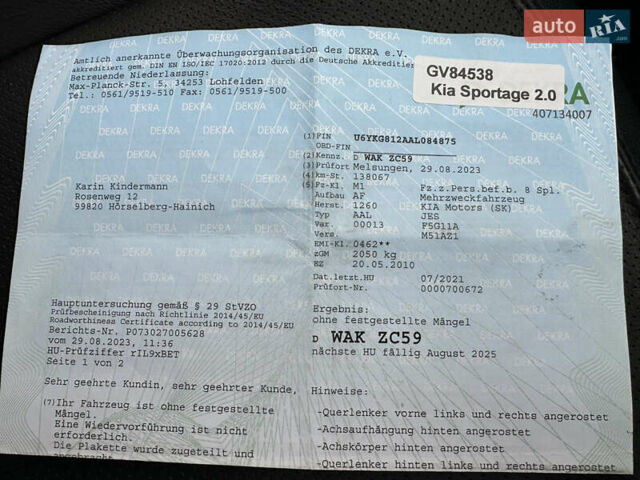 auto RIA
.com
Amtlich anerkannte Überwachungsorganisation des DEKRA e.V.
akkreditiert gem. DIN EN ISO/IEC 17020:2012 durch die Deutsche Akkreditier
Betreuende Niederlassung:
Max-Planck-Str. 5, 34253 Lohfelden
Tel.: 0561/9519-510 Fax: 0561/9519-500
GV84538
Kia Sportage 2.0
RA
407134007
(1) FIN U6YKG812AAL084875
OBD-FIN
(2) Kennz. D WAK ZC59
(3) Prüfort Melsungen, 29.08.2023
(4) km-St. 138067
(5) Fz-Kl. M1 Fz.z.Pers.bef.b. 8 Spl.
Aufbau AF Mehrzweckfahrzeug
Herst. 1260 KIA Motors (SK)
Typ AAL JES
Var. 00013 F5G11A
Vers. M51AZ1
EMI-Kl. 0462**
zGM 2050 kg
EZ 20.05.2010
Dat.letzt.HU 07/2021
Prüfort-Nr. 0000700672
Karin Kindermann
Rosenweg 12
99820 Hörselberg-Hainich
Hauptuntersuchung gemäß § 29 StVZO
Prüfbescheinigung nach Richtlinie 2014/45/EU
Roadworthiness Certificate according to 2014/45/EU
Berichts-Nr. P073027005628
vom 29.08.2023, 11:36
HU-Prüfziffer rIL9xBET
Seite 1 von 2
Ergebnis:
ohne festgestellte Mängel
D WAK ZC59
nächste HU fällig August 2025
Sehr geehrte Kundin, sehr geehrter Kunde,
(7) Ihr Fahrzeug ist ohne festgestellte
Mängel.
Eine Wiedervorführung ist nicht
erforderlich.
Die Plakette wurde zugeteilt und
Hinweise:
-Querlenker vorne links und rechts angerostet
-Achsaufhängung hinten angerostet
-Achskörper hinten angerostet
-Querlenker hinten links und rechts angerostet